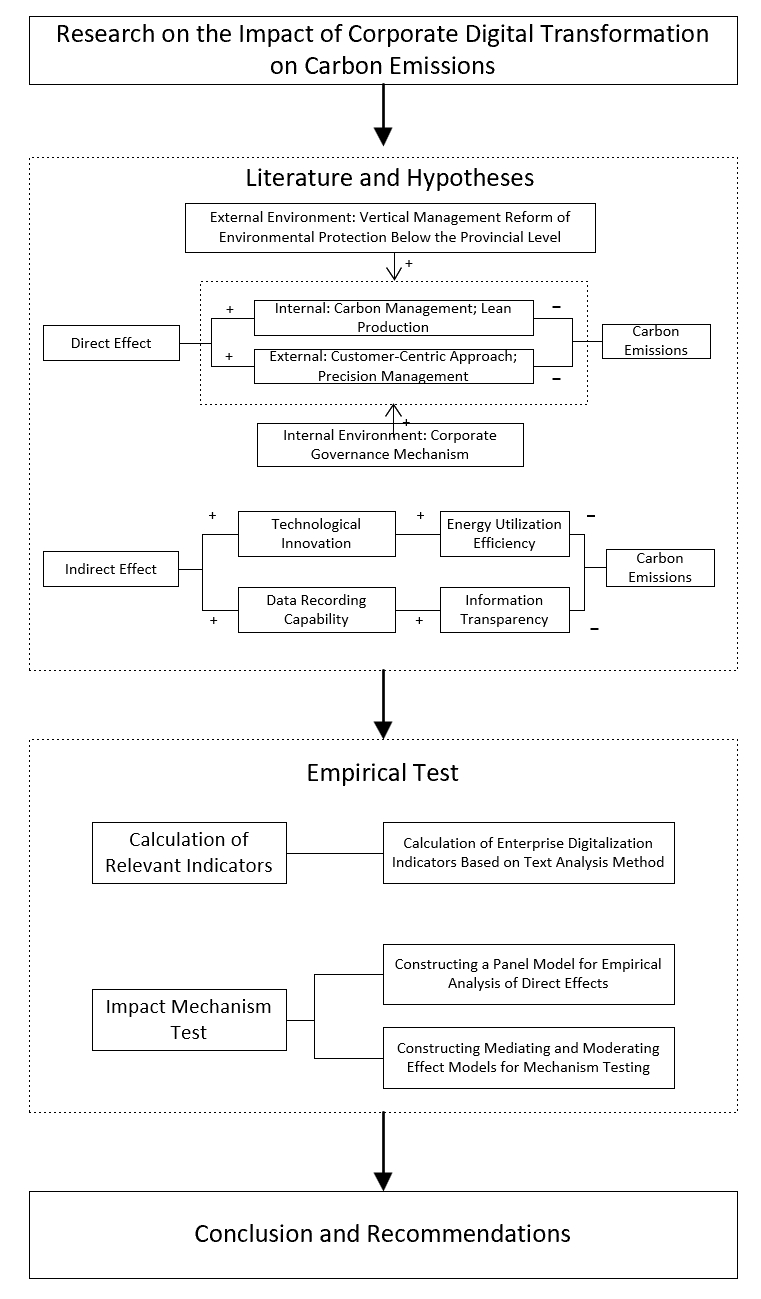 Research on the Impact of Corporate Digital Transformation
on Carbon Emissions
Literature and Hypotheses
External Environment: Vertical Management Reform of
Environmental Protection Below the Provincial Level
+
Direct Effect
+
Internal: Carbon Management; Lean
Production
–
+
External: Customer-Centric Approach;
Precision Management
–
Carbon
Emissions
+
Internal Environment: Corporate
Governance Mechanism
Indirect Effect
+
Technological
Innovation
+
Energy Utilization
Efficiency
–
+
Data Recording
Capability
+
Information
Transparency
–
Carbon
Emissions
Empirical Test
Calculation of
Relevant Indicators
Calculation of Enterprise Digitalization
Indicators Based on Text Analysis Method
Impact Mechanism
Test
Constructing a Panel Model for Empirical
Analysis of Direct Effects
Constructing Mediating and Moderating
Effect Models for Mechanism Testing
Conclusion and Recommendations